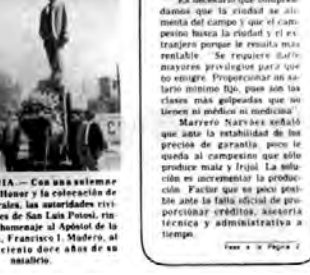 Es necesario que compren-
damos que la ciudad se ali-
menta del campo y que el cam-
pesino busca la ciudad y el ex-
tranjero porque le resulta más
rentable. "Se requiere darle
mayores privilegios para que
no emigre. Proporcionar un sa-
lario mínimo fijo, pues son las
clases más golpeadas que no
tienen ni médico ni medicina".
Marrero Narváez señaló
que ante la estabilidad de los
precios de garantía, poco le
queda al campesino que sólo
produce maíz y frijol. La solu-
ción es incrementar la produc-
ción. Factor que es poco posi-
ble ante la falta oficial de pro-
porcionar créditos, asesoría
técnica y administrativa a
tiempo.
Pasa a la Página 2
IA.— Con una solemne
Honor y la colocación de
rales, las autoridades civi-
es de San Luis Potosí, rin-
homenaje al Apóstol de la
, Francisco I. Madero, al
ciento doce años de su
natalicio.